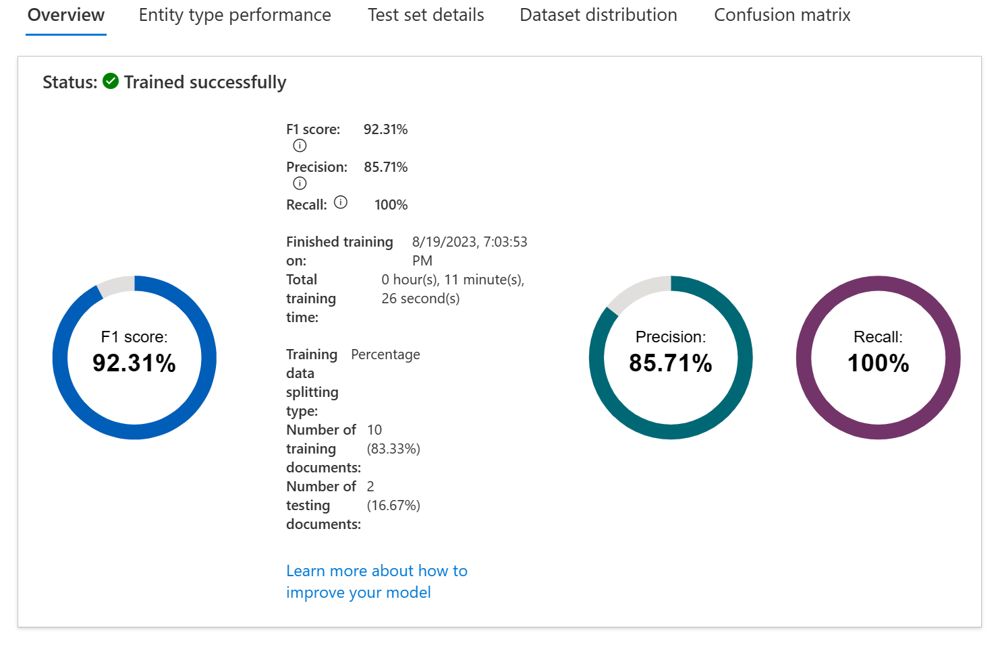 Overview
Entity type performance
Test set details
Dataset distribution
Confusion matrix
Status: Trained successfully
F1 score: 92.31%
Precision: 85.71%
Recall: 100%
Finished training 8/19/2023, 7:03:53
on: PM
Total 0 hour(s), 11 minute(s),
training 26 second(s)
time:
Training Percentage
data
splitting
type:
Number of 10
training (83.33%)
documents:
Number of 2
testing (16.67%)
documents:
Learn more about how to
improve your model
F1 score:
92.31%
Precision:
85.71%
Recall:
100%